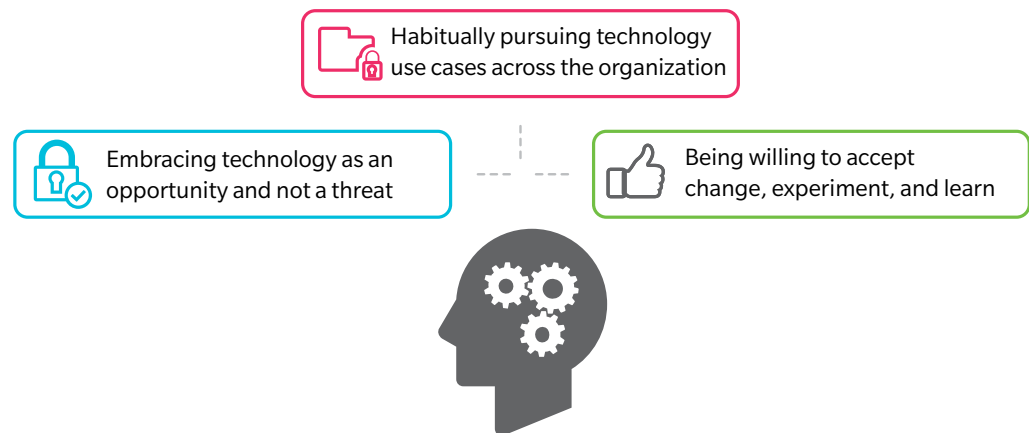 Habitually pursuing technology
use cases across the organization
Embracing technology as an
opportunity and not a threat
Being willing to accept
change, experiment, and learn